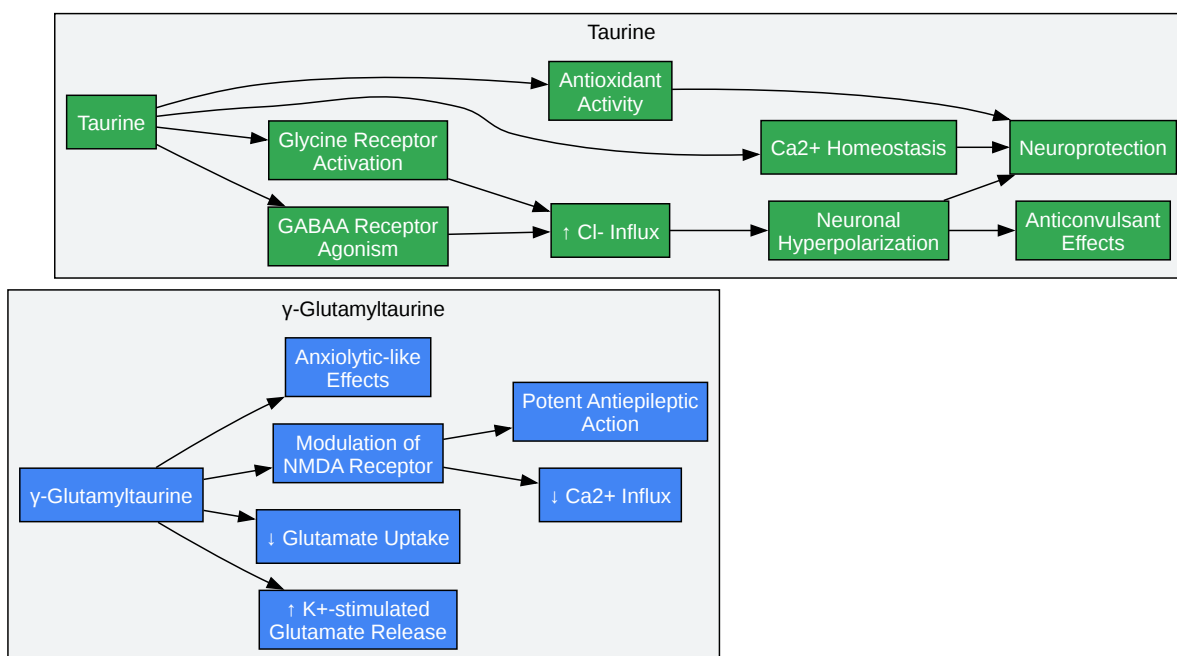 Taurine
Taurine
Antioxidant
Activity
Glycine Receptor
Activation
GABAA Receptor
Agonism
↑ Cl- Influx
Ca2+ Homeostasis
Neuronal
Hyperpolarization
Neuroprotection
Anticonvulsant
Effects
γ-Glutamyltaurine
γ-Glutamyltaurine
Anxiolytic-like
Effects
Modulation of
NMDA Receptor
↓ Glutamate Uptake
↑ K+-stimulated
Glutamate Release
Potent Antiepileptic
Action
↓ Ca2+ Influx